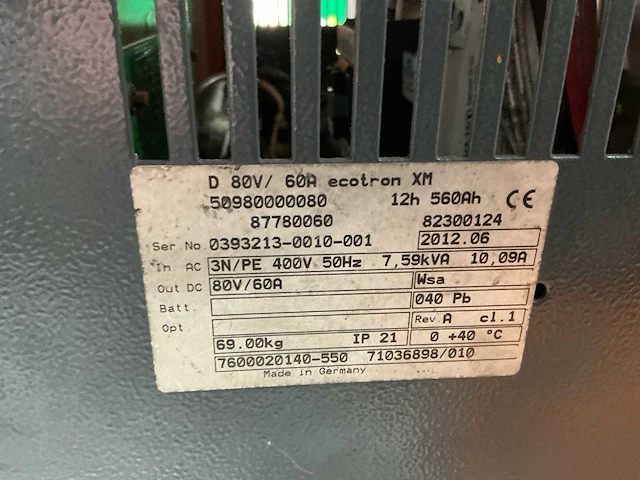 D 80V/ 60A ecotron XM
50980000080 12h 560Ah CE
87780060 82300124
Ser No. 0393213-0010-001 2012.06
In AC 3N/PE 400V 50Hz 7,59kVA 10,09A
Out DC 80V/60A Wsa
Batt. 040 Pb
Opt. Rev. A cl.1
69.00kg IP 21 0 +40 °C
7600020140-550 71036898/010
Made in Germany